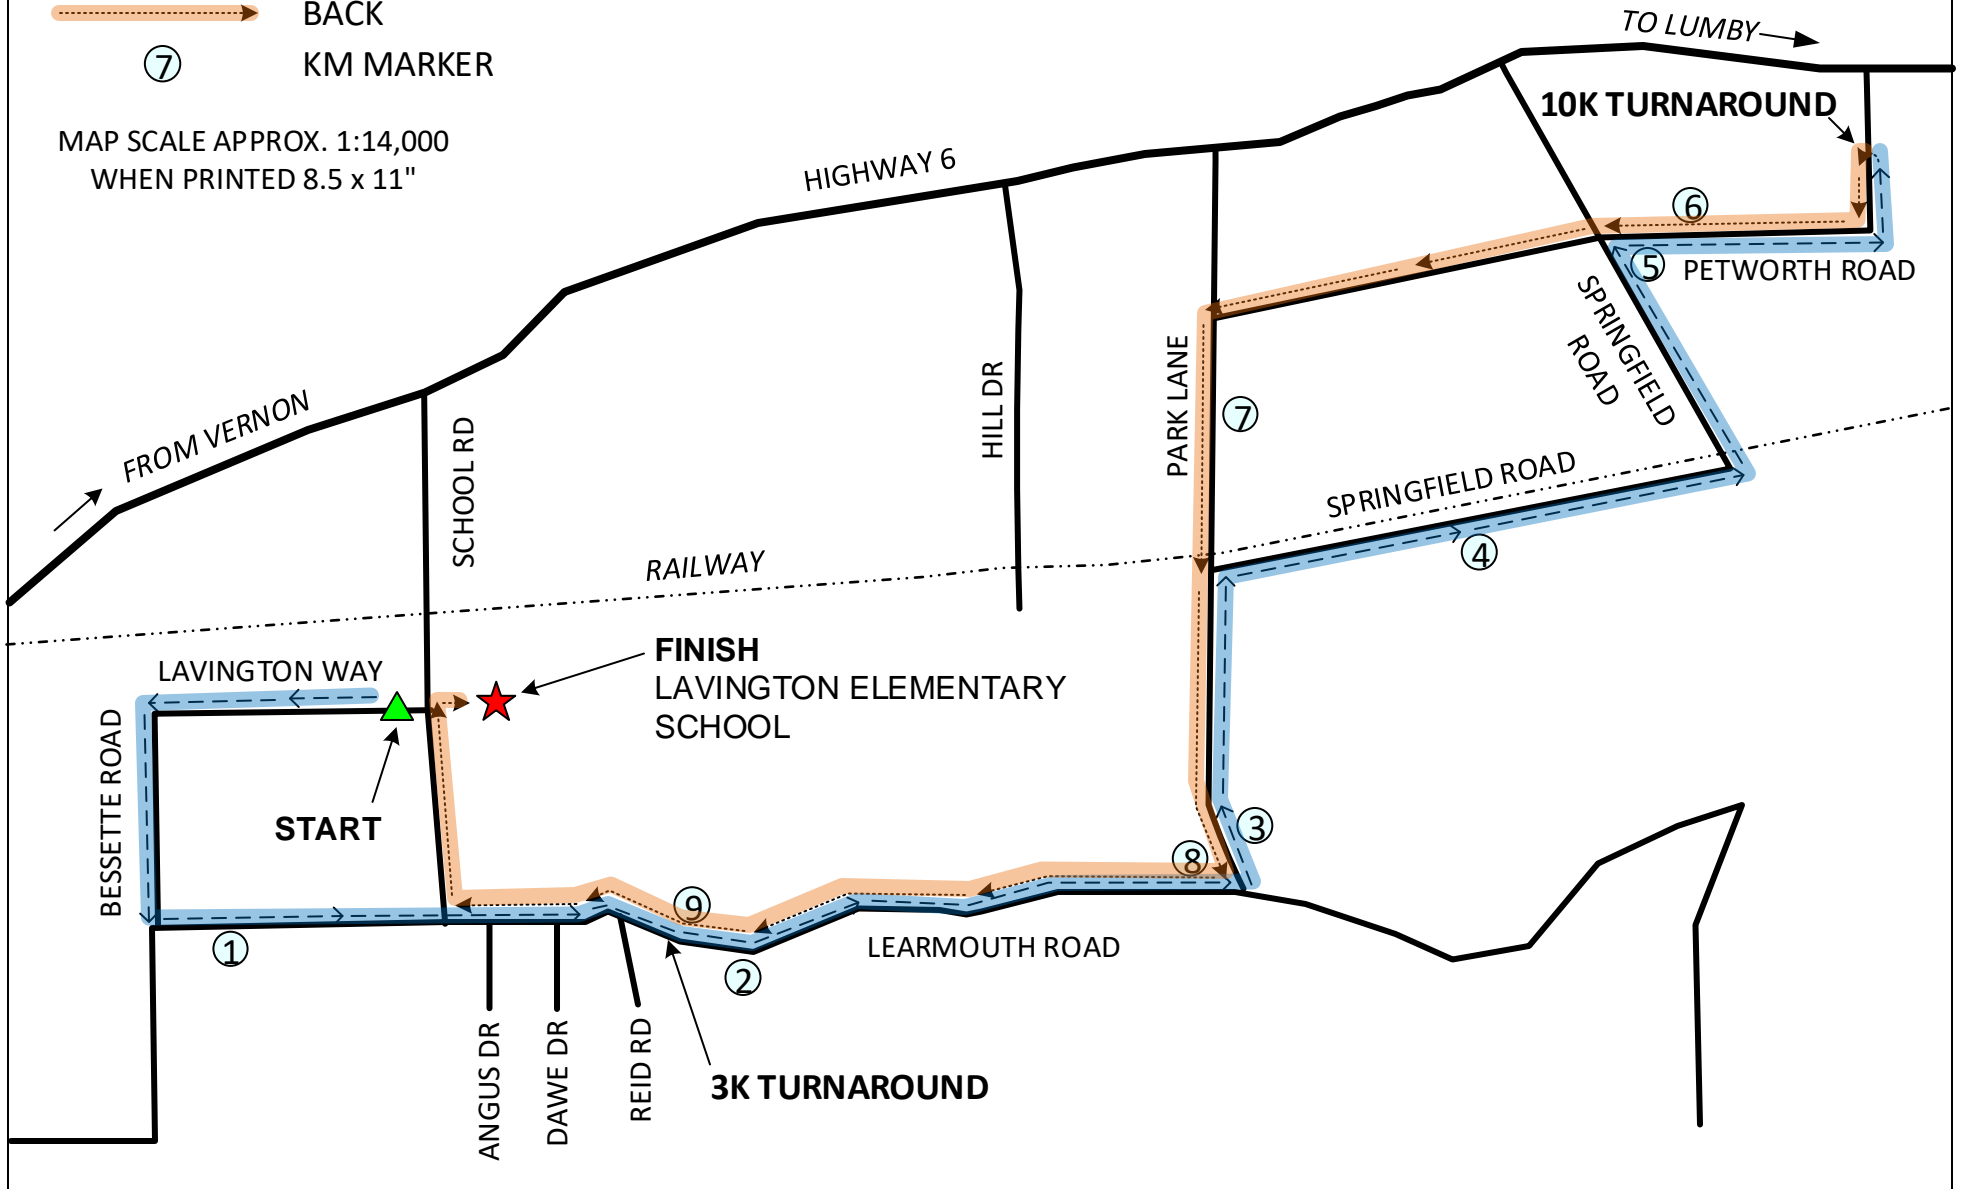 BACK
7
KM MARKER
MAP SCALE APPROX. 1:14,000
WHEN PRINTED 8.5 x 11"
TO LUMBY
10K TURNAROUND
HIGHWAY 6
6
5
PETWORTH ROAD
SPRINGFIELD
ROAD
PARK LANE
7
HILL DR
FROM VERNON
SCHOOL RD
SPRINGFIELD ROAD
4
RAILWAY
FINISH
LAVINGTON ELEMENTARY
SCHOOL
LAVINGTON WAY
BESSETTE ROAD
START
3
8
9
1
2
LEARMOUTH ROAD
ANGUS DR
DAWE DR
REID RD
3K TURNAROUND